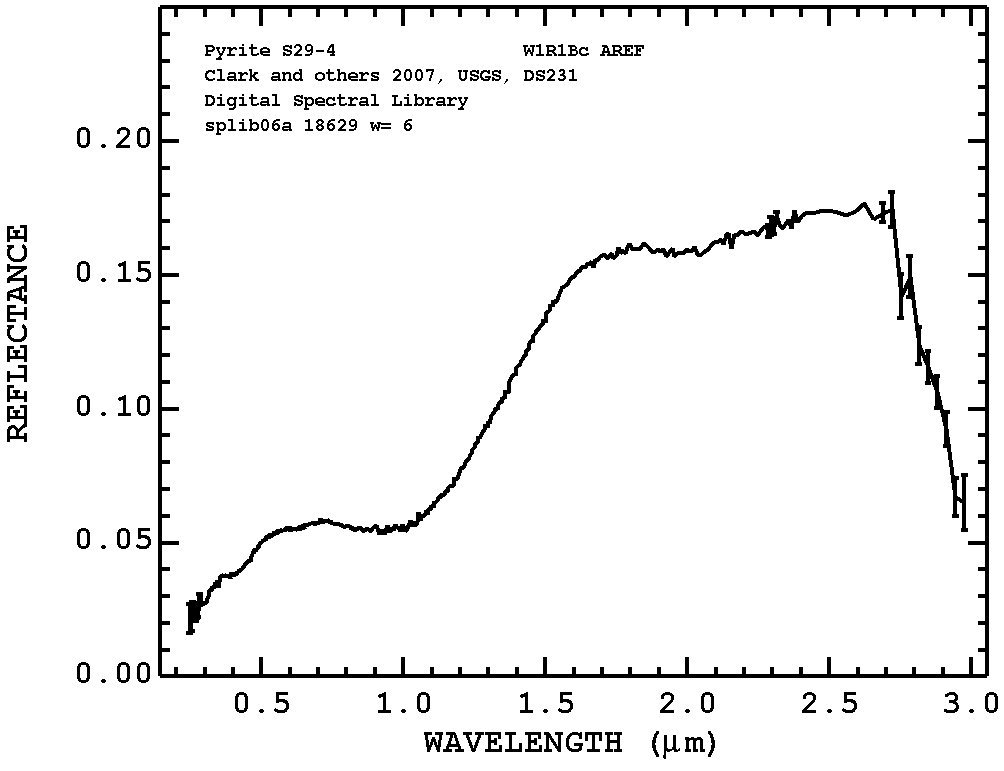 Pyrite S29-4 W1R1Bc AREF
Clark and others 2007, USGS, DS231
Digital Spectral Library
splib06a 18629 w= 6
REFLECTANCE
0.20
0.15
0.10
0.05
0.00
0.5 1.0 1.5 2.0 2.5 3.0
WAVELENGTH (μm)